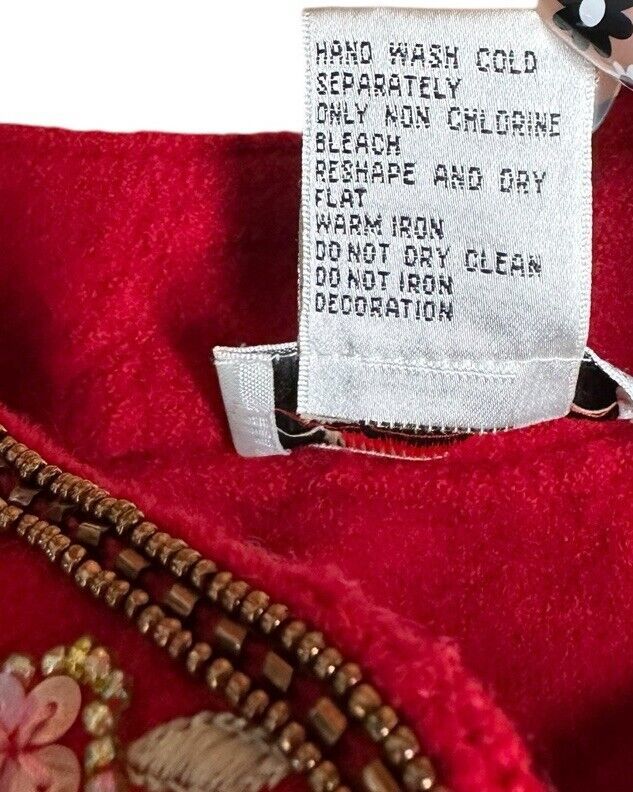 HAND WASH COLD
SEPARATELY
ONLY NON CHLORINE
BLEACH
RESHAPE AND DRY
FLAT
WARM IRON
DO NOT DRY CLEAN
DO NOT IRON
DECORATION